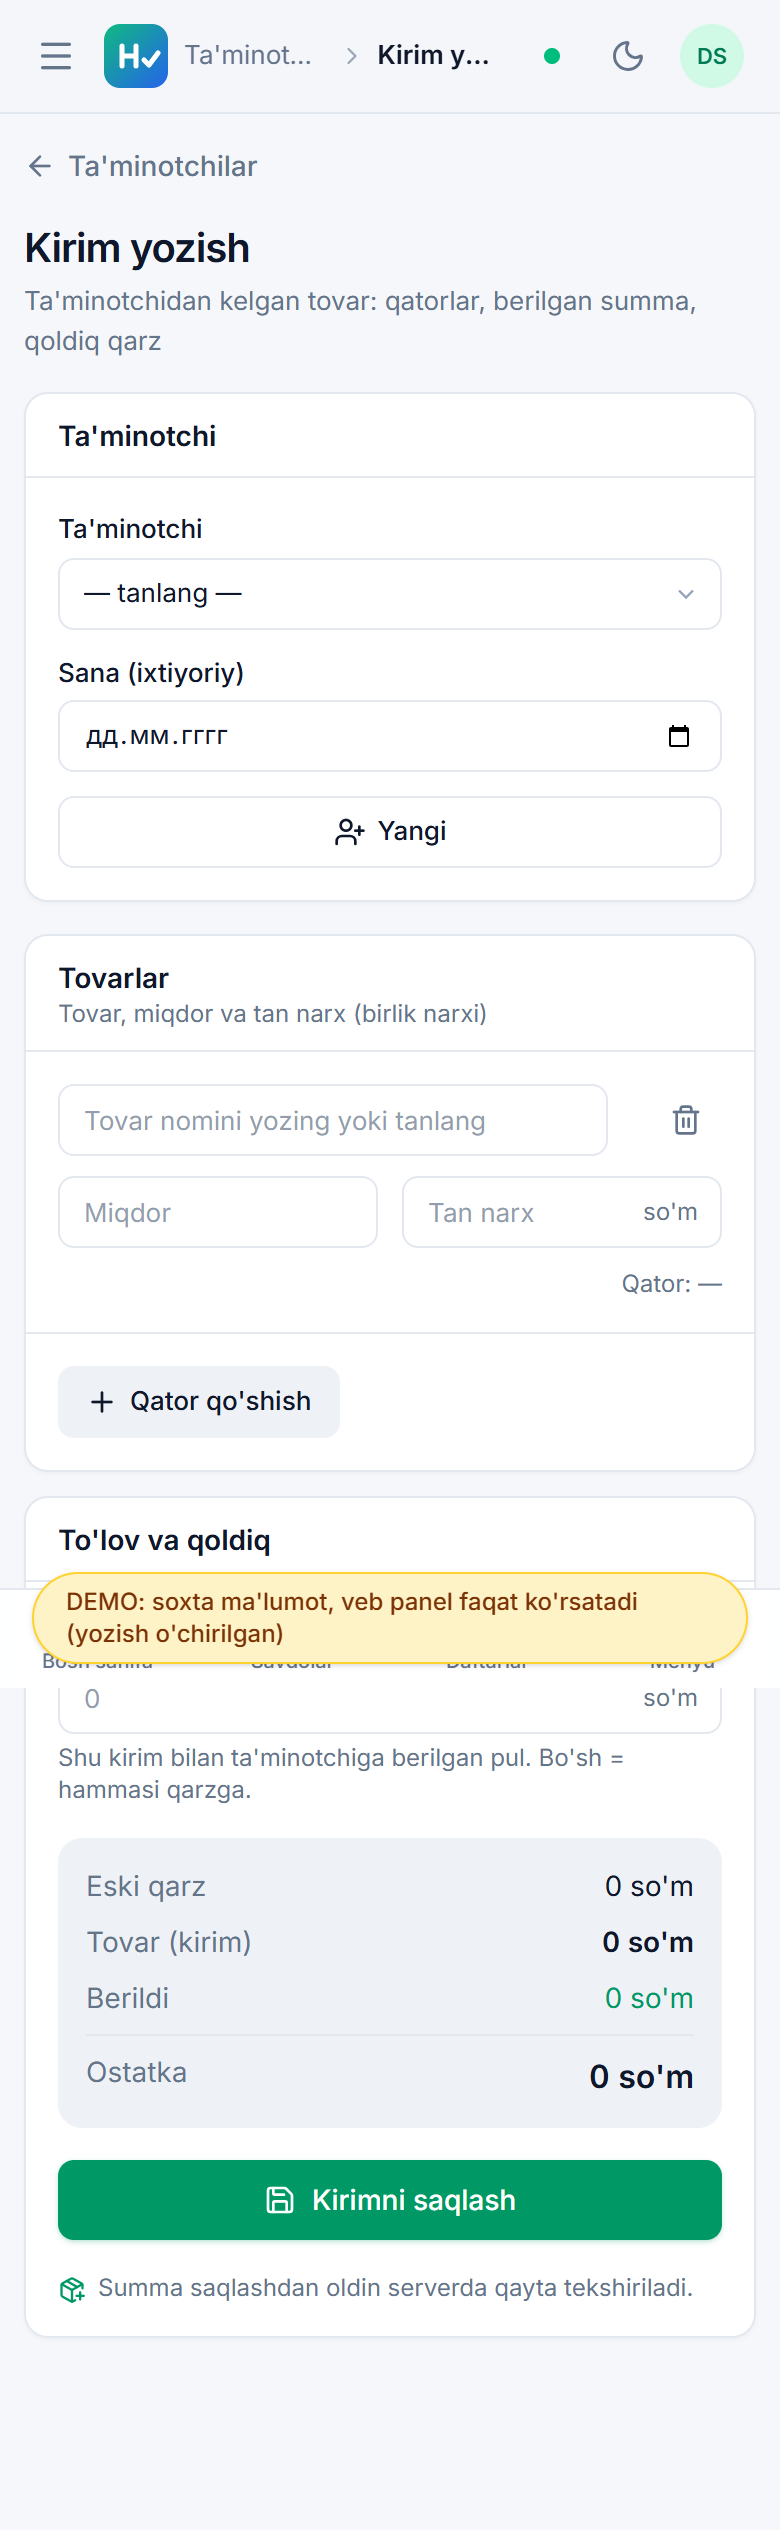 Ta'minot...
Kirim y...
DS
Ta'minotchilar
Kirim yozish
Ta'minotchidan kelgan tovar: qatorlar, berilgan summa,
qoldiq qarz
Ta'minotchi
Ta'minotchi
— tanlang —
Sana (ixtiyoriy)
дд.мм.гггг
Yangi
Tovarlar
Tovar, miqdor va tan narx (birlik narxi)
Tovar nomini yozing yoki tanlang
Miqdor
Tan narx so'm
Qator: —
Qator qo'shish
To'lov va qoldiq
DEMO: soxta ma'lumot, veb panel faqat ko'rsatadi
(yozish o'chirilgan)
Bosh sahifa Savdolar Daftarlar Menyu
0 so'm
Shu kirim bilan ta'minotchiga berilgan pul. Bo'sh =
hammasi qarzga.
Eski qarz 0 so'm
Tovar (kirim) 0 so'm
Berildi 0 so'm
Ostatka 0 so'm
Kirimni saqlash
Summa saqlashdan oldin serverda qayta tekshiriladi.